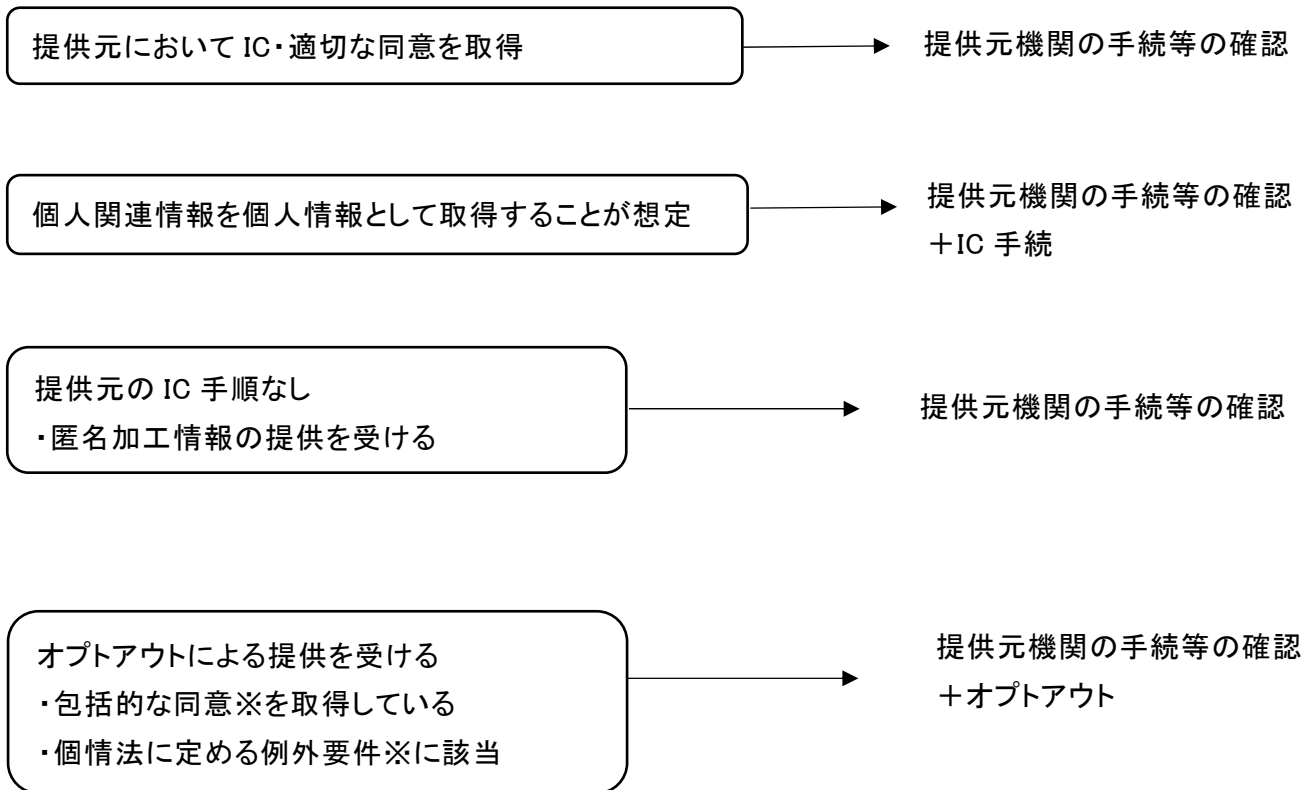 提供元において IC・適切な同意を取得
提供元機関の手続等の確認
個人関連情報を個人情報として取得することが想定
提供元機関の手続等の確認
＋IC 手続
提供元の IC 手順なし
・匿名加工情報の提供を受ける
提供元機関の手続等の確認
オプトアウトによる提供を受ける
・包括的な同意※を取得している
・個情法に定める例外要件※に該当
提供元機関の手続等の確認
＋オプトアウト